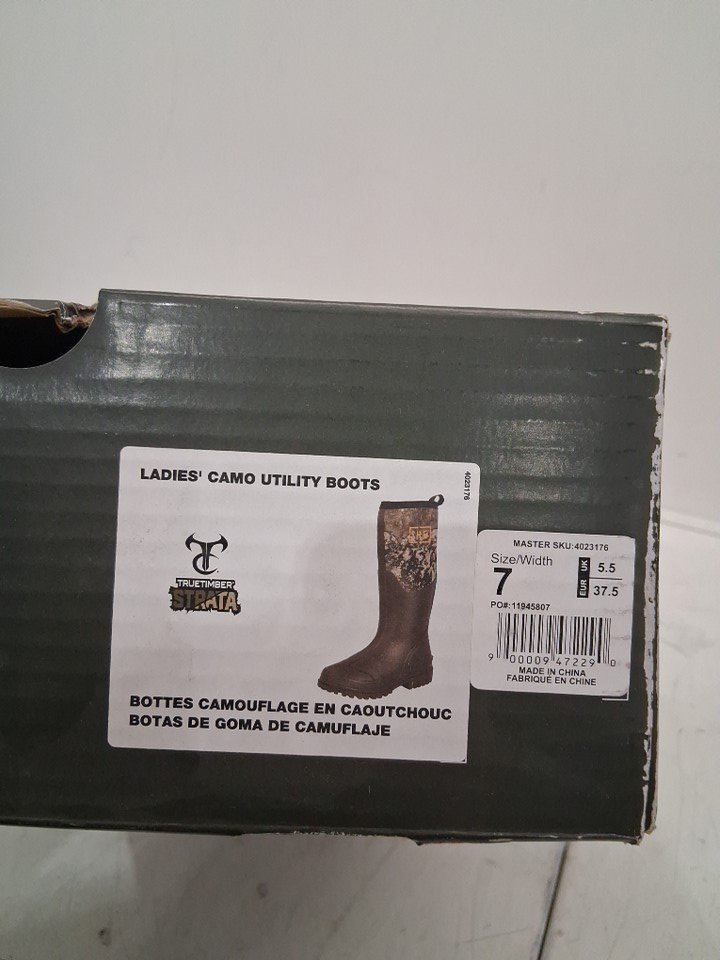 LADIES' CAMO UTILITY BOOTS
4023176
TRUETIMBER
STRATA
BOTTES CAMOUFLAGE EN CAOUTCHOUC
BOTAS DE GOMA DE CAMUFLAJE
MASTER SKU:4023176
Size/Width
7
UK 5.5
EUR 37.5
PO#:11945807
9 00009 47229 0
MADE IN CHINA
FABRIQUÉ EN CHINE